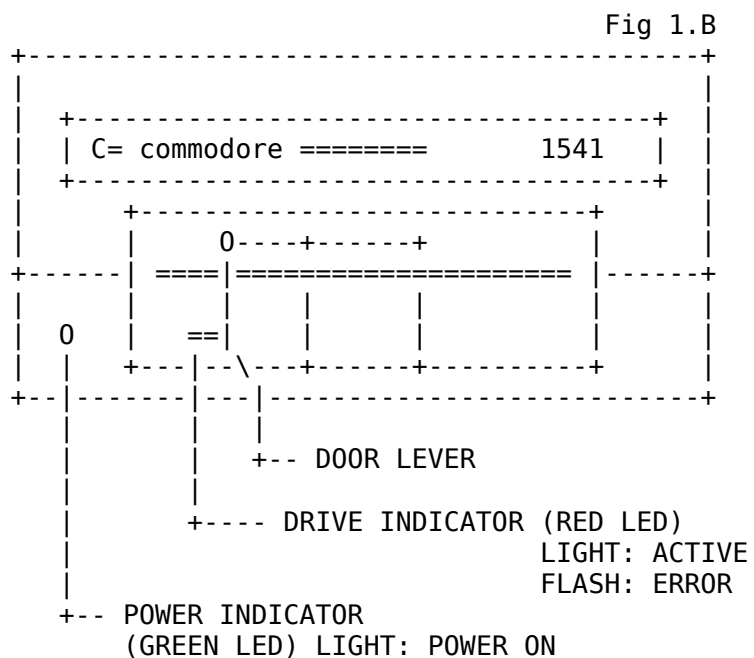 Fig 1.B
C= commodore ======== 1541
DOOR LEVER
DRIVE INDICATOR (RED LED)
LIGHT: ACTIVE
FLASH: ERROR
POWER INDICATOR
(GREEN LED) LIGHT: POWER ON